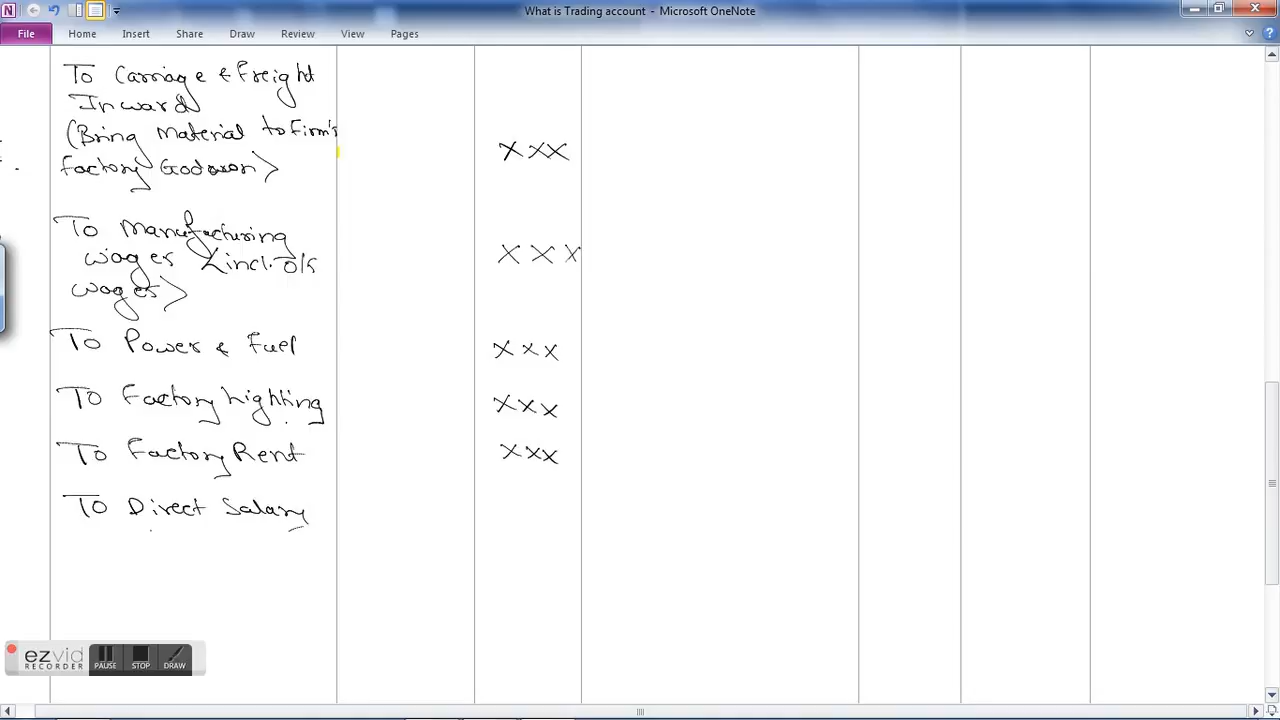 What is Trading account - Microsoft OneNote
File Home Insert Share Draw Review View Pages
To Carriage & Freight
Inward
(Bring Material to Firm's
Factory Godown)
XXX
To Manufacturing
wages (incl. O/s
wages)
XXX
To Power & Fuel XXX
To Factory Lighting XXX
To Factory Rent XXX
To Direct Salary
ezvid
RECORDER
PAUSE STOP DRAW